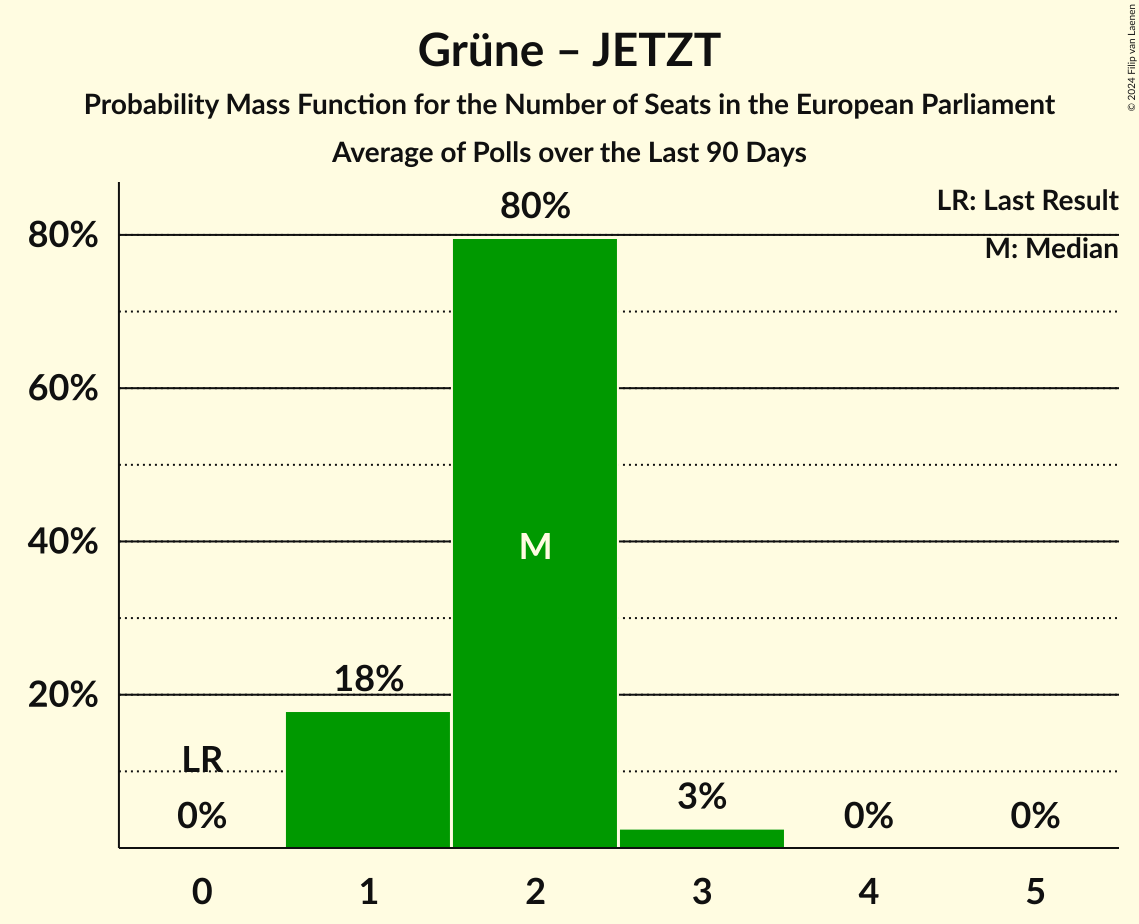 Grüne – JETZT
Probability Mass Function for the Number of Seats in the European Parliament
Average of Polls over the Last 90 Days
© 2024 Filip van Laenen
LR: Last Result
M: Median
80%
60%
40%
20%
LR
0%
18%
80%
M
3%
0%
0%
0 1 2 3 4 5